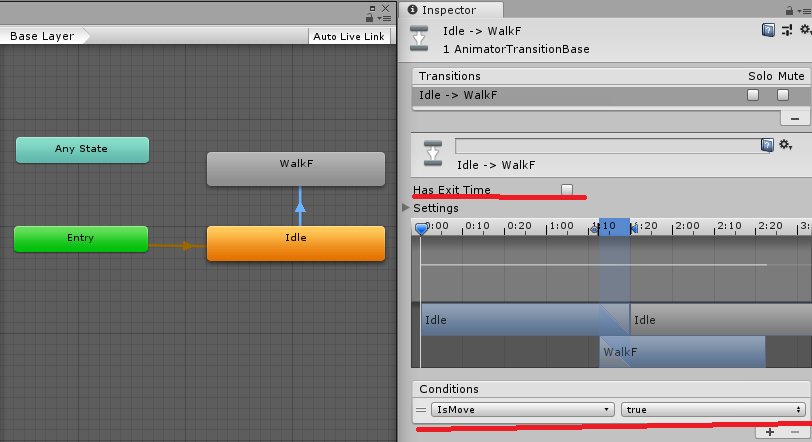 Base Layer
Auto Live Link
Any State
WalkF
Entry
Idle
Inspector
Idle -> WalkF
1 AnimatorTransitionBase
Transitions Solo Mute
Idle -> WalkF
Idle -> WalkF
Has Exit Time
Settings
0:00 0:10 0:20 1:00 1:10 1:20 2:00 2:10 2:20
Idle Idle
WalkF
Conditions
IsMove true